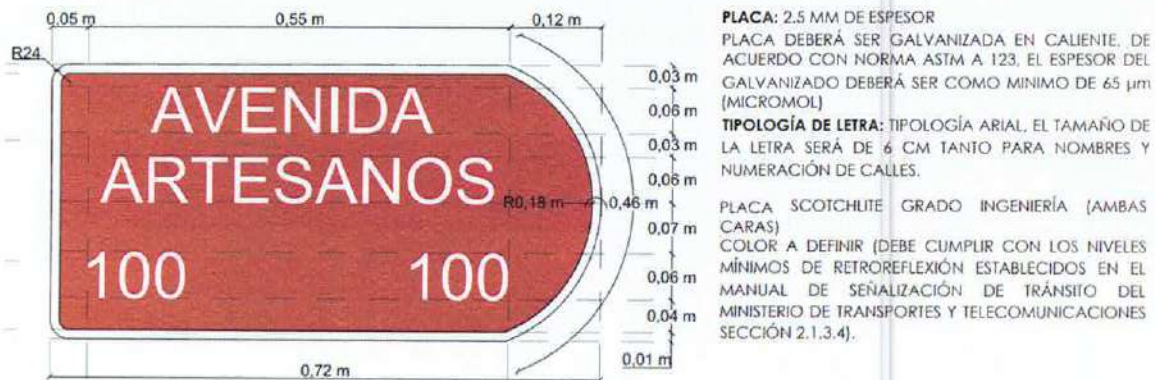 0,05 m
0,55 m
0,12 m
R24
AVENIDA
ARTESANOS
100
100
R0,18 m
0,46 m
0,03 m
0,06 m
0,03 m
0,06 m
0,07 m
0,06 m
0,04 m
0,01 m
0,72 m
PLACA: 2.5 MM DE ESPESOR
PLACA DEBERÁ SER GALVANIZADA EN CALIENTE, DE
ACUERDO CON NORMA ASTM A 123, EL ESPESOR DEL
GALVANIZADO DEBERÁ SER COMO MINIMO DE 65 µm
(MICROMOL)
TIPOLOGÍA DE LETRA: TIPOLOGÍA ARIAL, EL TAMAÑO DE
LA LETRA SERÁ DE 6 CM TANTO PARA NOMBRES Y
NUMERACIÓN DE CALLES.
PLACA SCOTCHLITE GRADO INGENIERÍA (AMBAS
CARAS)
COLOR A DEFINIR (DEBE CUMPLIR CON LOS NIVELES
MÍNIMOS DE RETROREFLEXIÓN ESTABLECIDOS EN EL
MANUAL DE SEÑALIZACIÓN DE TRÁNSITO DEL
MINISTERIO DE TRANSPORTES Y TELECOMUNICACIONES
SECCIÓN 2.1.3.4).